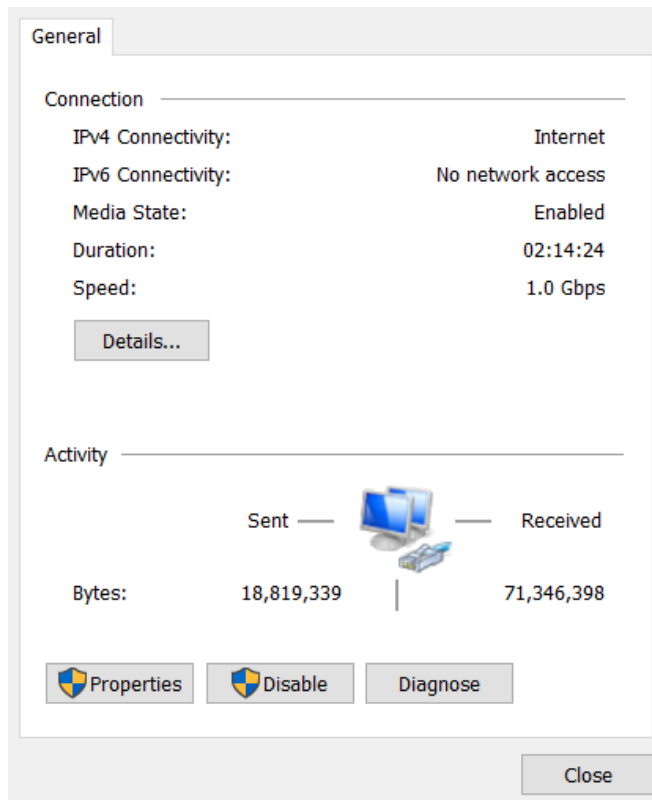 General
Connection
IPv4 Connectivity: Internet
IPv6 Connectivity: No network access
Media State: Enabled
Duration: 02:14:24
Speed: 1.0 Gbps
Details...
Activity
Sent Received
Bytes: 18,819,339 71,346,398
Properties Disable Diagnose
Close